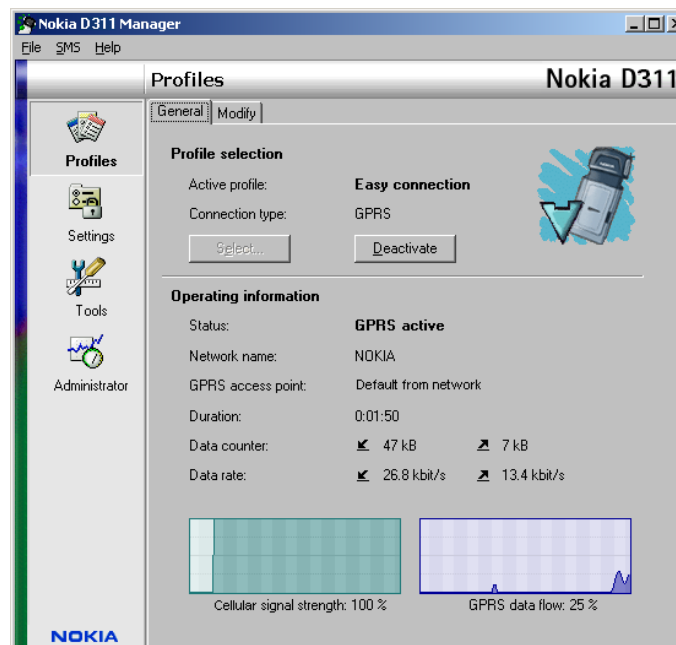 Nokia D311 Manager
File SMS Help
Profiles Nokia D311
General Modify
Profiles
Settings
Tools
Administrator
NOKIA
Profile selection
Active profile: Easy connection
Connection type: GPRS
Select... Deactivate
Operating information
Status: GPRS active
Network name: NOKIA
GPRS access point: Default from network
Duration: 0:01:50
Data counter: 47 kB 7 kB
Data rate: 26.8 kbit/s 13.4 kbit/s
Cellular signal strength: 100 % GPRS data flow: 25 %